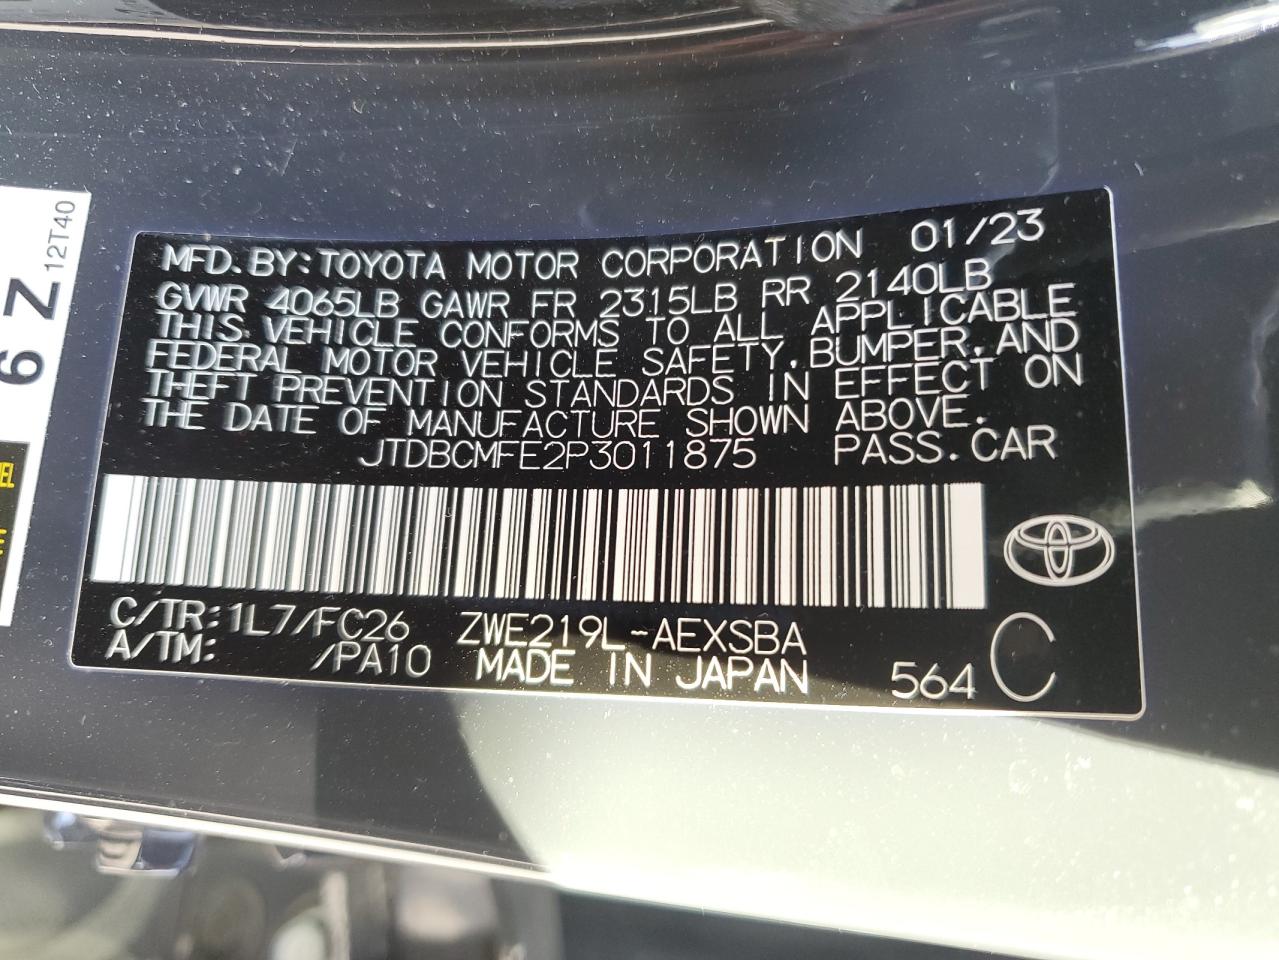 MFD. BY: TOYOTA MOTOR CORPORATION 01/23
GVWR 4065LB GAWR FR 2315LB RR 2140LB
THIS VEHICLE CONFORMS TO ALL APPLICABLE
FEDERAL MOTOR VEHICLE SAFETY, BUMPER, AND
THEFT PREVENTION STANDARDS IN EFFECT ON
THE DATE OF MANUFACTURE SHOWN ABOVE.
JTDBCMFE2P3011875 PASS. CAR
C/TR: 1L7/FC26 ZWE219L-AEXSBA
A/TM: /PA10 MADE IN JAPAN 564 C
6 Z 12T40